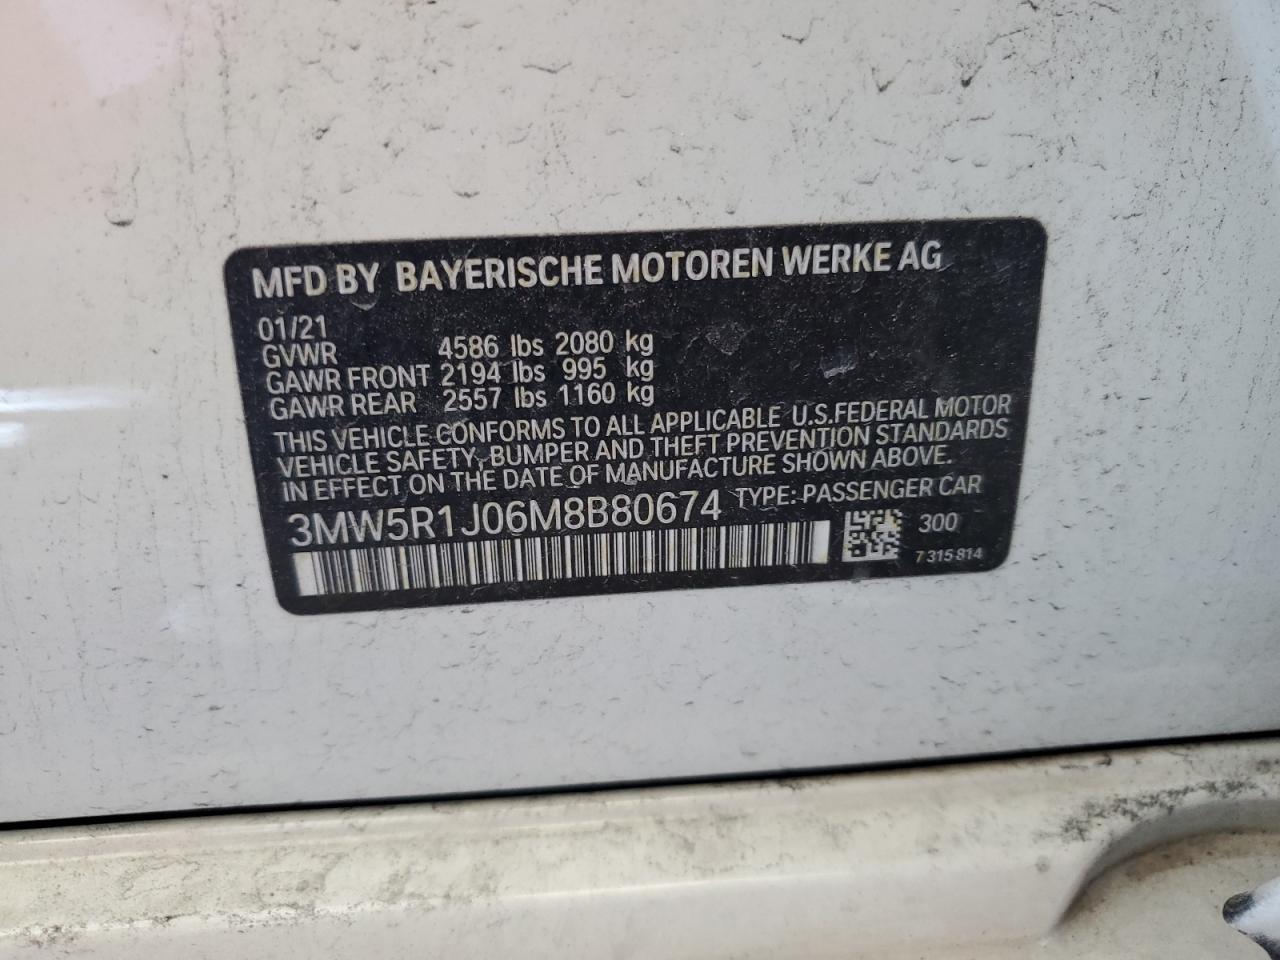 MFD BY BAYERISCHE MOTOREN WERKE AG
01/21
GVWR 4586 lbs 2080 kg
GAWR FRONT 2194 lbs 995 kg
GAWR REAR 2557 lbs 1160 kg
THIS VEHICLE CONFORMS TO ALL APPLICABLE U.S.FEDERAL MOTOR
VEHICLE SAFETY, BUMPER AND THEFT PREVENTION STANDARDS
IN EFFECT ON THE DATE OF MANUFACTURE SHOWN ABOVE.
3MW5R1J06M8B80674 TYPE: PASSENGER CAR
300
7 315 814